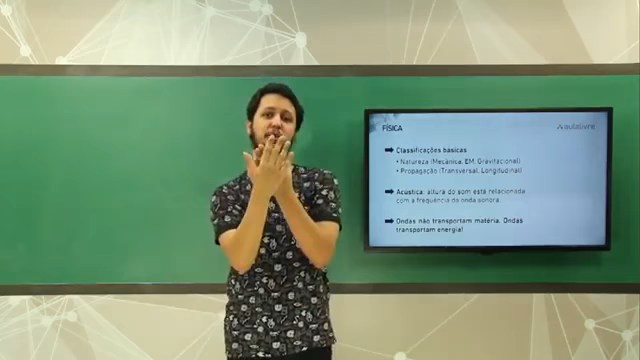 FÍSICA
aulalivre
Classificações básicas
• Natureza (Mecânica, EM, Gravitacional)
• Propagação (Transversal, Longitudinal)
Acústica: altura do som está relacionada
com a frequência da onda sonora.
Ondas não transportam matéria. Ondas
transportam energia!